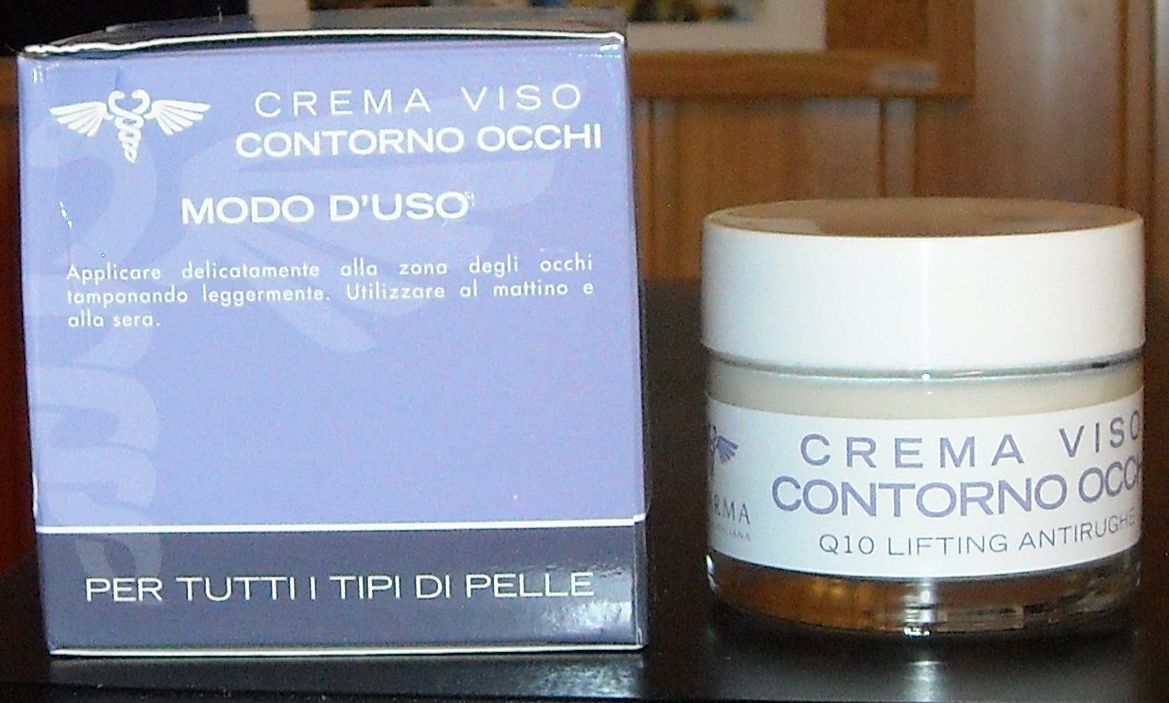 CREMA VISO
CONTORNO OCCHI
MODO D'USO
Applicare delicatamente alla zona degli occhi
tamponando leggermente. Utilizzare al mattino e
alla sera.
PER TUTTI I TIPI DI PELLE
CREMA VISO
CONTORNO OCCH
RMA
Q10 LIFTING ANTIRUGHE